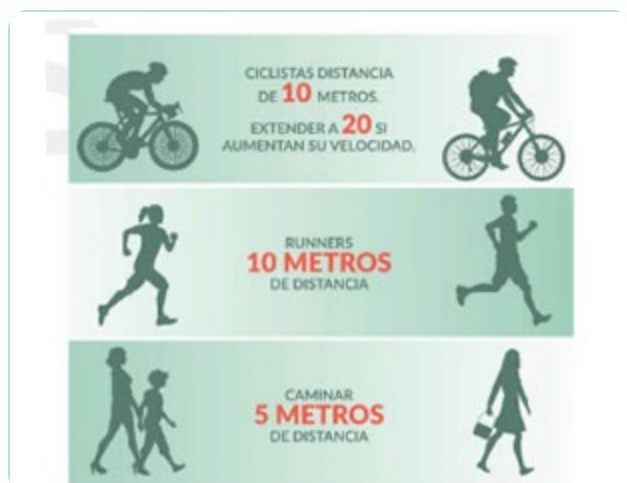 CICLISTAS DISTANCIA
DE 10 METROS.
EXTENDER A 20 SI
AUMENTAN SU VELOCIDAD.
RUNNERS
10 METROS
DE DISTANCIA
CAMINAR
5 METROS
DE DISTANCIA